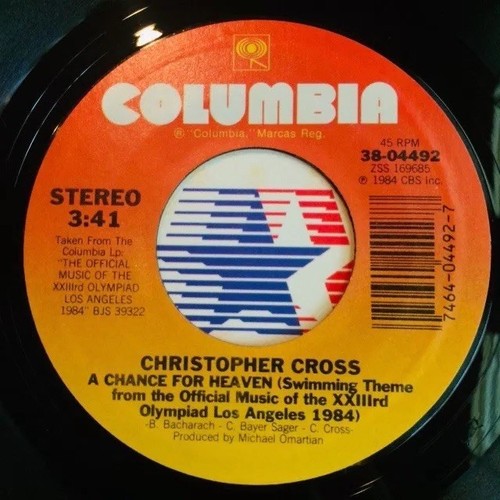 COLUMBIA
® "Columbia," Marcas Reg.
45 RPM
38-04492
ZSS 169685
℗ 1984 CBS Inc.
STEREO
3:41
Taken From The
Columbia Lp:
"THE OFFICIAL
MUSIC OF THE
XXIIIrd OLYMPIAD
LOS ANGELES
1984" BJS 39322
7464-04492-7
CHRISTOPHER CROSS
A CHANCE FOR HEAVEN (Swimming Theme
from the Official Music of the XXIIIrd
Olympiad Los Angeles 1984)
-B. Bacharach - C. Bayer Sager - C. Cross-
Produced by Michael Omartian